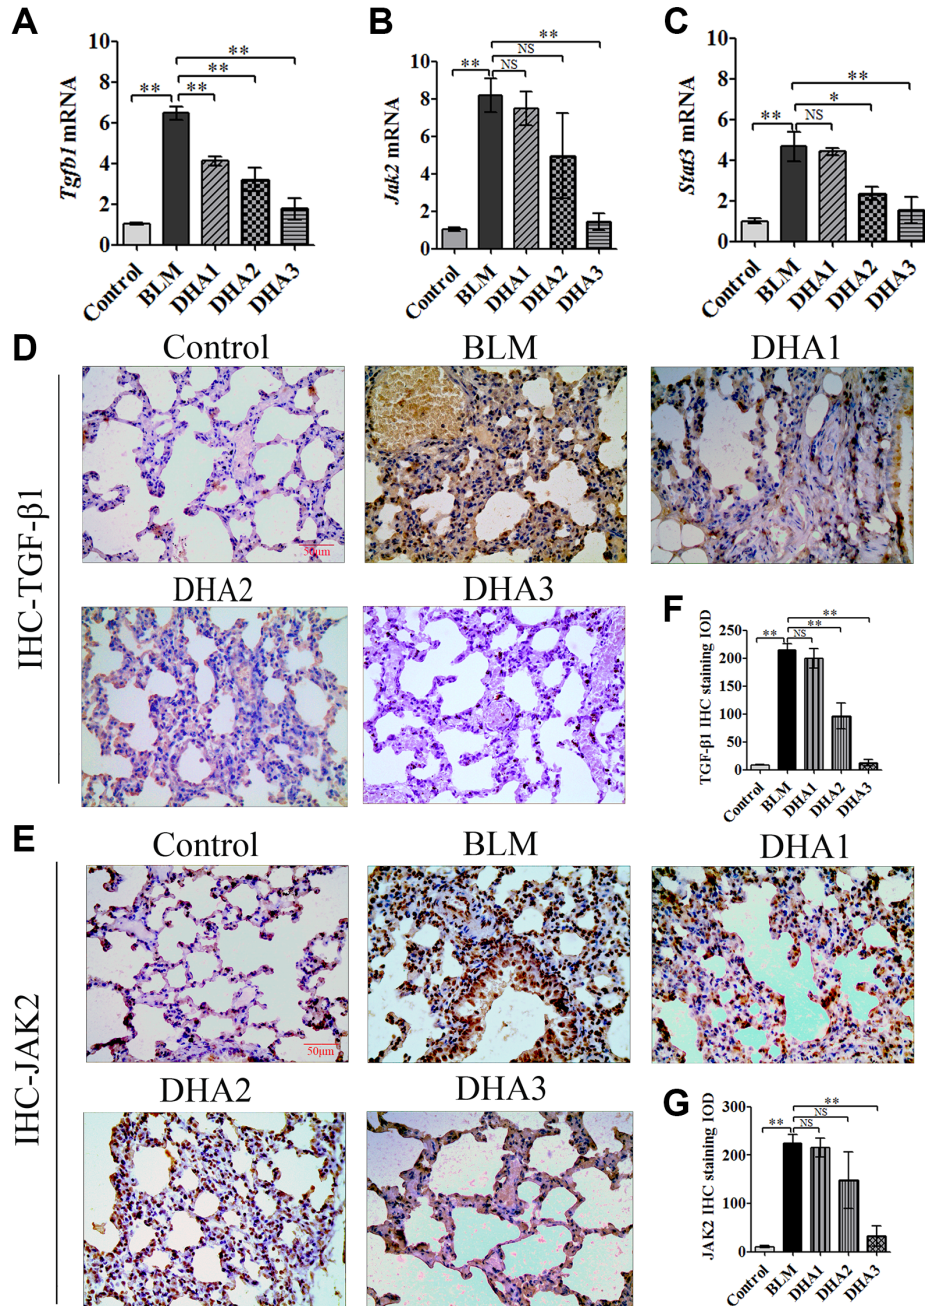 A
B
C
Tgfb1 mRNA
10
8
6
4
2
0
**
**
**
**
Control
BLM
DHA1
DHA2
DHA3
Jak2 mRNA
10
8
6
4
2
0
**
NS
NS
**
Control
BLM
DHA1
DHA2
DHA3
Stat3 mRNA
10
8
6
4
2
0
**
*
NS
**
Control
BLM
DHA1
DHA2
DHA3
D
IHC-TGF-β1
Control
BLM
DHA1
50μm
DHA2
DHA3
F
TGF-β1 IHC staining IOD
250
200
150
100
50
0
**
**
NS
**
Control
BLM
DHA1
DHA2
DHA3
E
IHC-JAK2
Control
BLM
DHA1
50μm
DHA2
DHA3
G
JAK2 IHC staining IOD
300
200
100
0
**
NS
NS
**
Control
BLM
DHA1
DHA2
DHA3